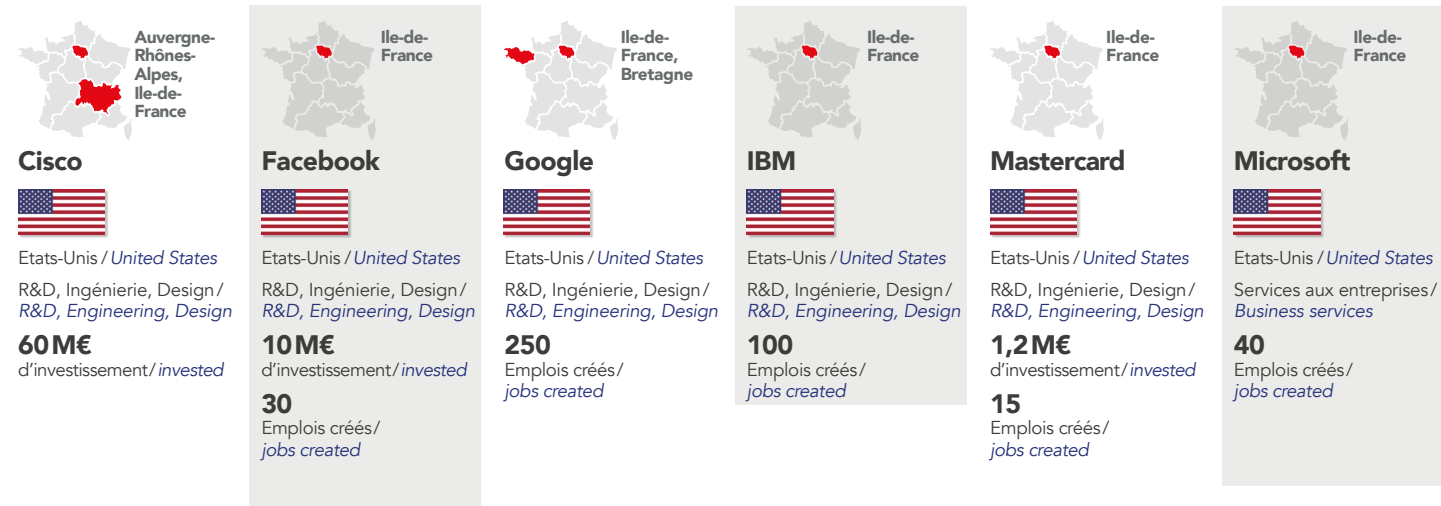 Auvergne-
Rhônes-
Alpes,
Ile-de-
France
Cisco
Etats-Unis / United States
R&D, Ingénierie, Design /
R&D, Engineering, Design
60 M€
d'investissement / invested
Ile-de-
France
Facebook
Etats-Unis / United States
R&D, Ingénierie, Design /
R&D, Engineering, Design
10 M€
d'investissement / invested
30
Emplois créés /
jobs created
Ile-de-
France,
Bretagne
Google
Etats-Unis / United States
R&D, Ingénierie, Design /
R&D, Engineering, Design
250
Emplois créés /
jobs created
Ile-de-
France
IBM
Etats-Unis / United States
R&D, Ingénierie, Design /
R&D, Engineering, Design
100
Emplois créés /
jobs created
Ile-de-
France
Mastercard
Etats-Unis / United States
R&D, Ingénierie, Design /
R&D, Engineering, Design
1,2 M€
d'investissement / invested
15
Emplois créés /
jobs created
Ile-de-
France
Microsoft
Etats-Unis / United States
Services aux entreprises /
Business services
40
Emplois créés /
jobs created